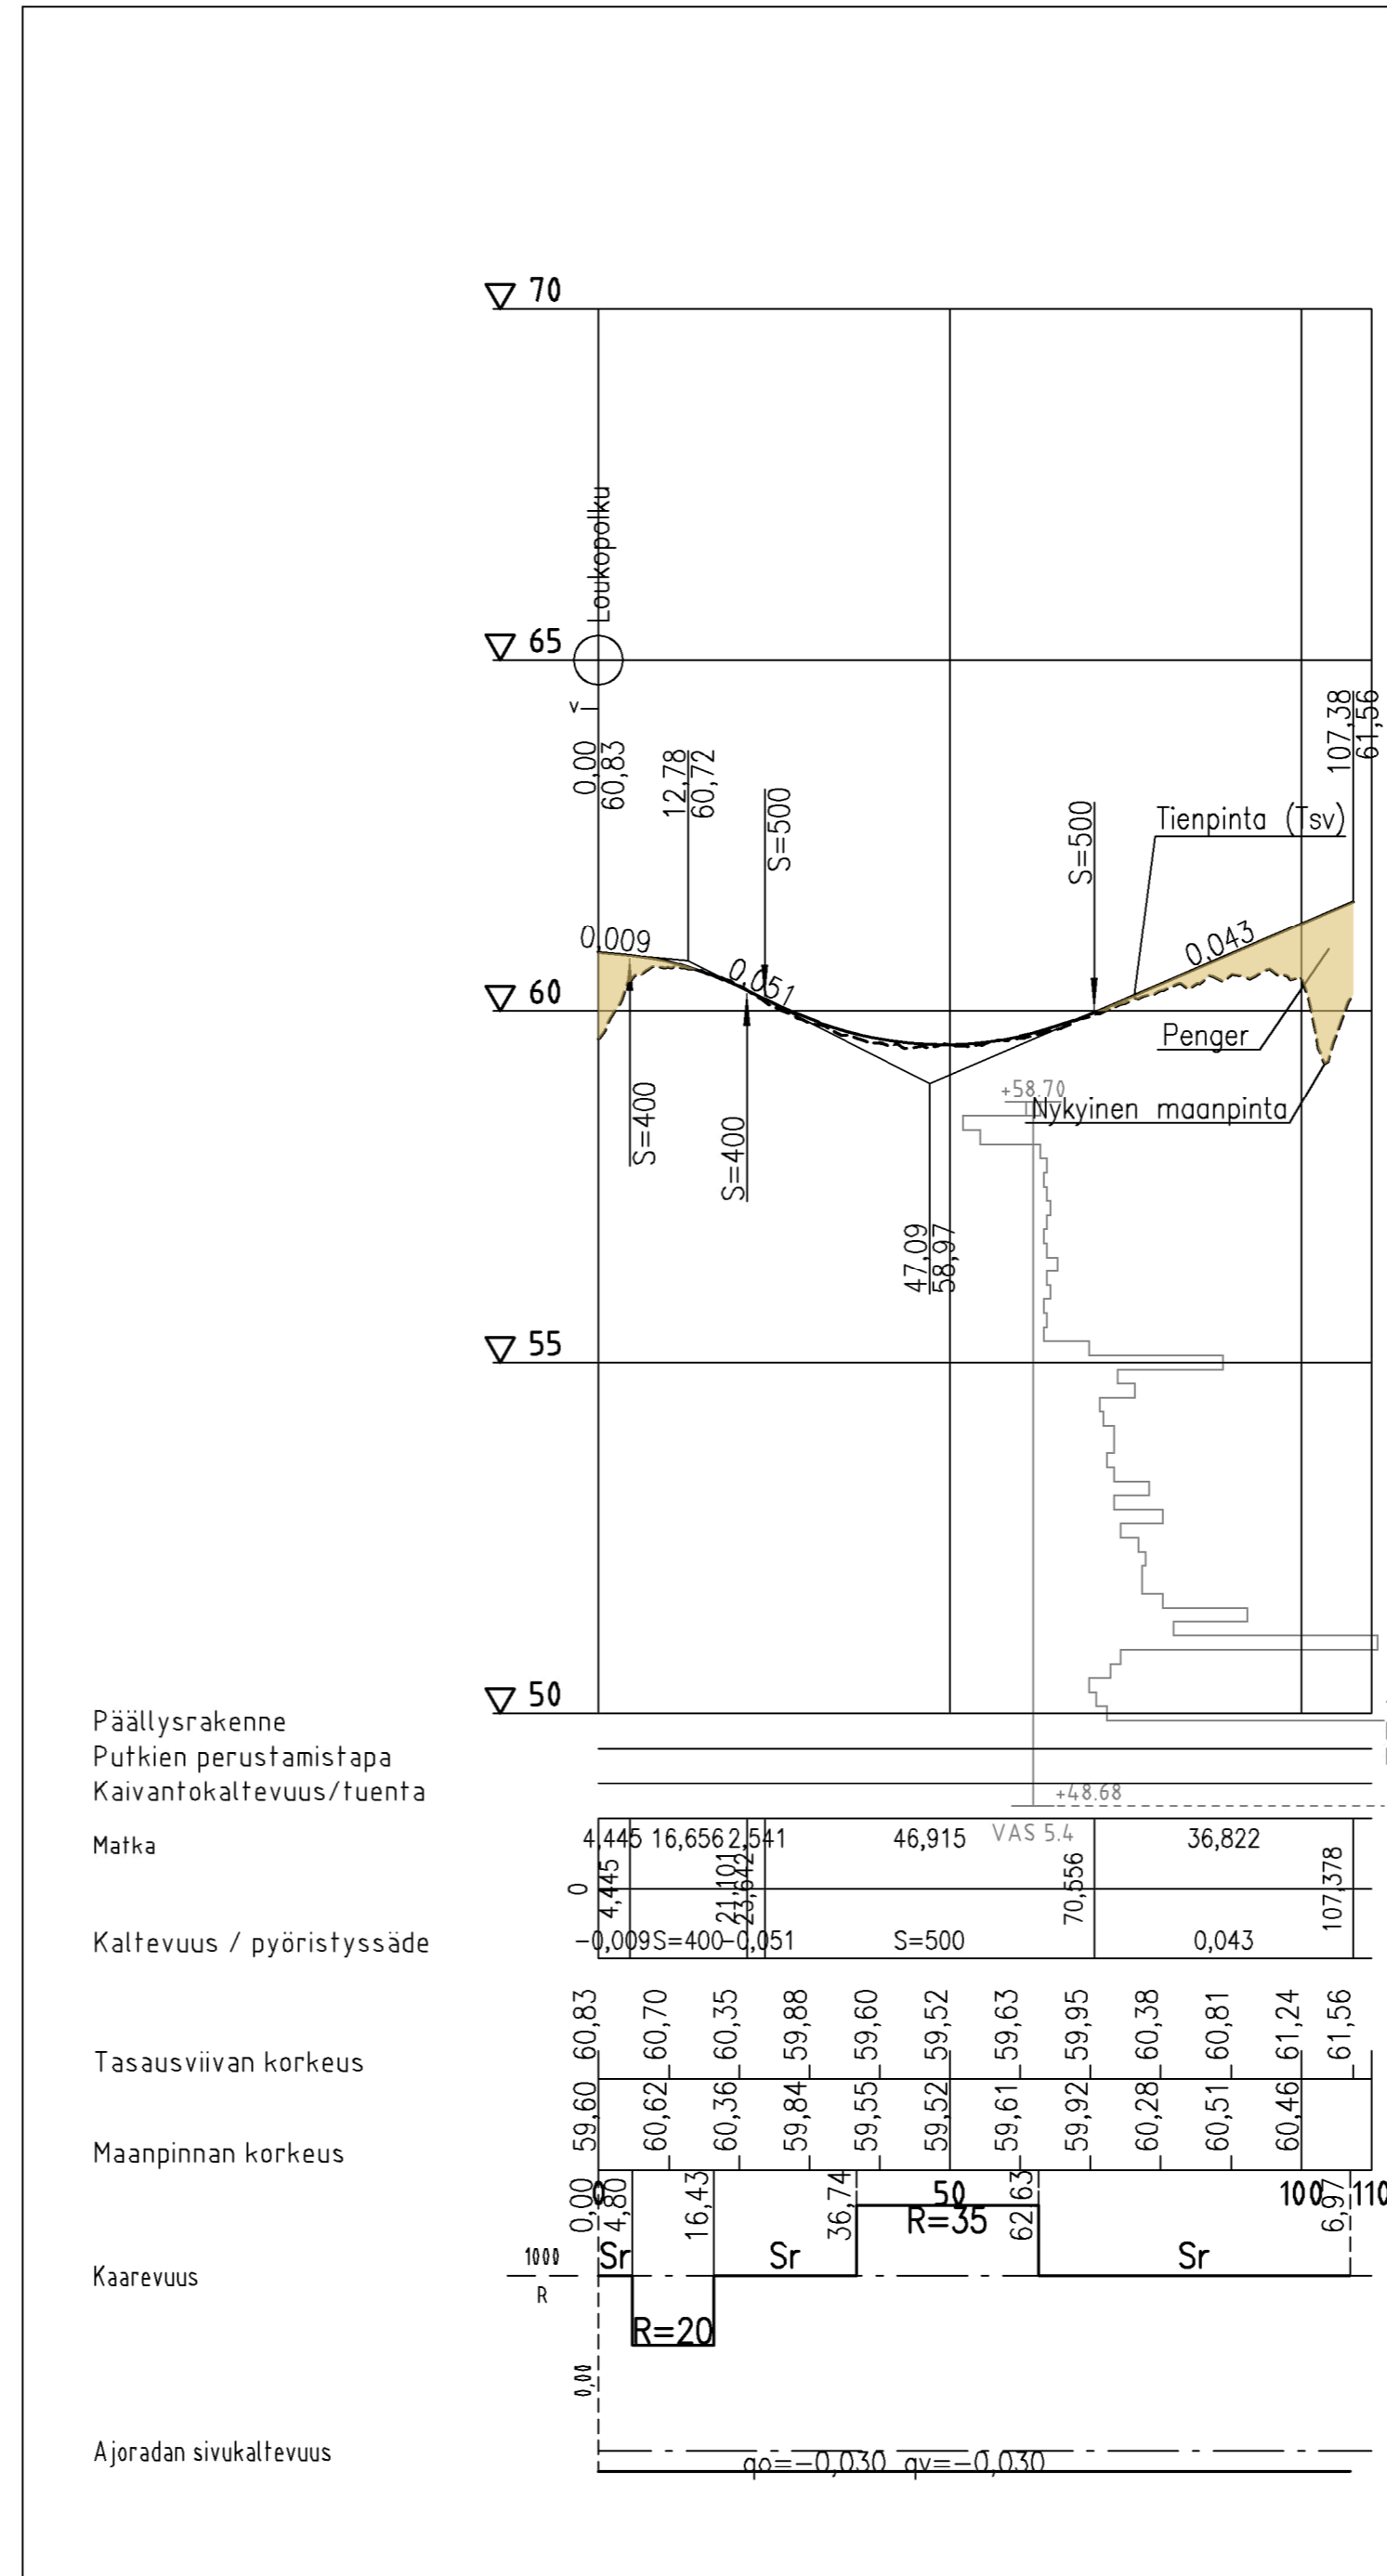 70
Loukopolku
65
v
0,00
60,83
12,78
60,72
S=500
S=500
107,38
61,56
Tienpinta (Tsv)
0,009
0,051
0,043
60
Penger
+58.70
Nykyinen maanpinta
S=400
S=400
47,09
58,97
55
50
Päällysrakenne
Putkien perustamistapa
Kaivantokaltevuus/tuenta
+48.68
VAS 5.4
Matka
4,445 16,656 2,541 46,915 36,822
0 4,445 21,101 23,642 70,556 107,378
Kaltevuus / pyöristyssäde
-0,009 S=400 -0,051 S=500 0,043
Tasausviivan korkeus
60,83 60,70 60,35 59,88 59,60 59,52 59,63 59,95 60,38 60,81 61,24 61,56
Maanpinnan korkeus
59,60 60,62 60,36 59,84 59,55 59,52 59,61 59,92 60,28 60,51 60,46
0 50 100 110
0,00 4,80 16,43 36,74 62,63 6,97
Kaarevuus
1000
R
Sr R=20 Sr R=35 Sr
0,00
Ajoradan sivukaltevuus
qo=-0,030 qv=-0,030